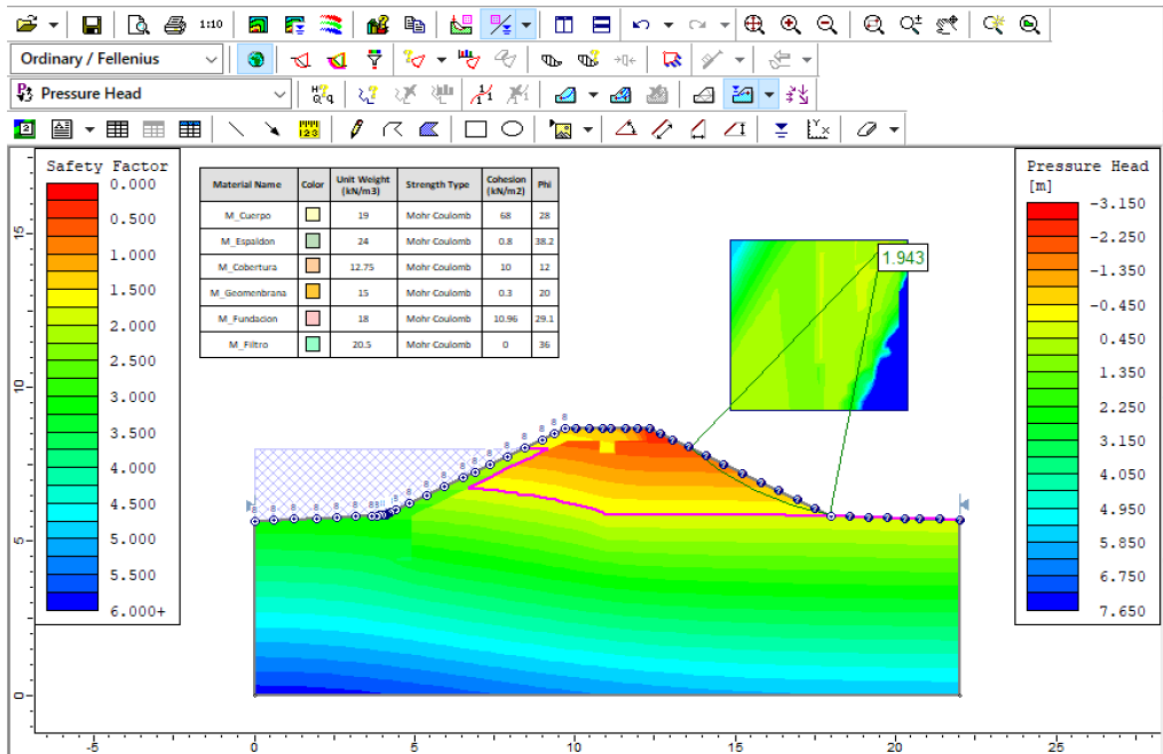 1:10
Ordinary / Fellenius
Pressure Head
Safety Factor
0.000
0.500
1.000
1.500
2.000
2.500
3.000
3.500
4.000
4.500
5.000
5.500
6.000+
Material Name Color Unit Weight (kN/m3) Strength Type Cohesion (kN/m2) Phi
M_Cuerpo 19 Mohr Coulomb 68 28
M_Espaldon 24 Mohr Coulomb 0.8 38.2
M_Cobertura 12.75 Mohr Coulomb 10 12
M_Geomenbrana 15 Mohr Coulomb 0.3 20
M_Fundacion 18 Mohr Coulomb 10.96 29.1
M_Filtro 20.5 Mohr Coulomb 0 36
1.943
Pressure Head
[m]
-3.150
-2.250
-1.350
-0.450
0.450
1.350
2.250
3.150
4.050
4.950
5.850
6.750
7.650
15
10
5
0
-5 0 5 10 15 20 25